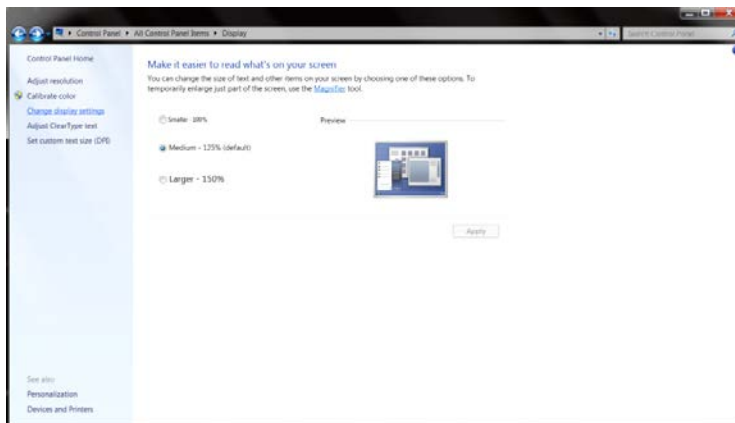 Control Panel ▸ All Control Panel Items ▸ Display
Search Control Panel
Control Panel Home
Adjust resolution
Calibrate color
Change display settings
Adjust ClearType text
Set custom text size (DPI)
Make it easier to read what's on your screen
You can change the size of text and other items on your screen by choosing one of these options. To
temporarily enlarge just part of the screen, use the Magnifier tool.
Smaller - 100%
Preview
Medium - 125% (default)
Larger - 150%
Apply
See also
Personalization
Devices and Printers